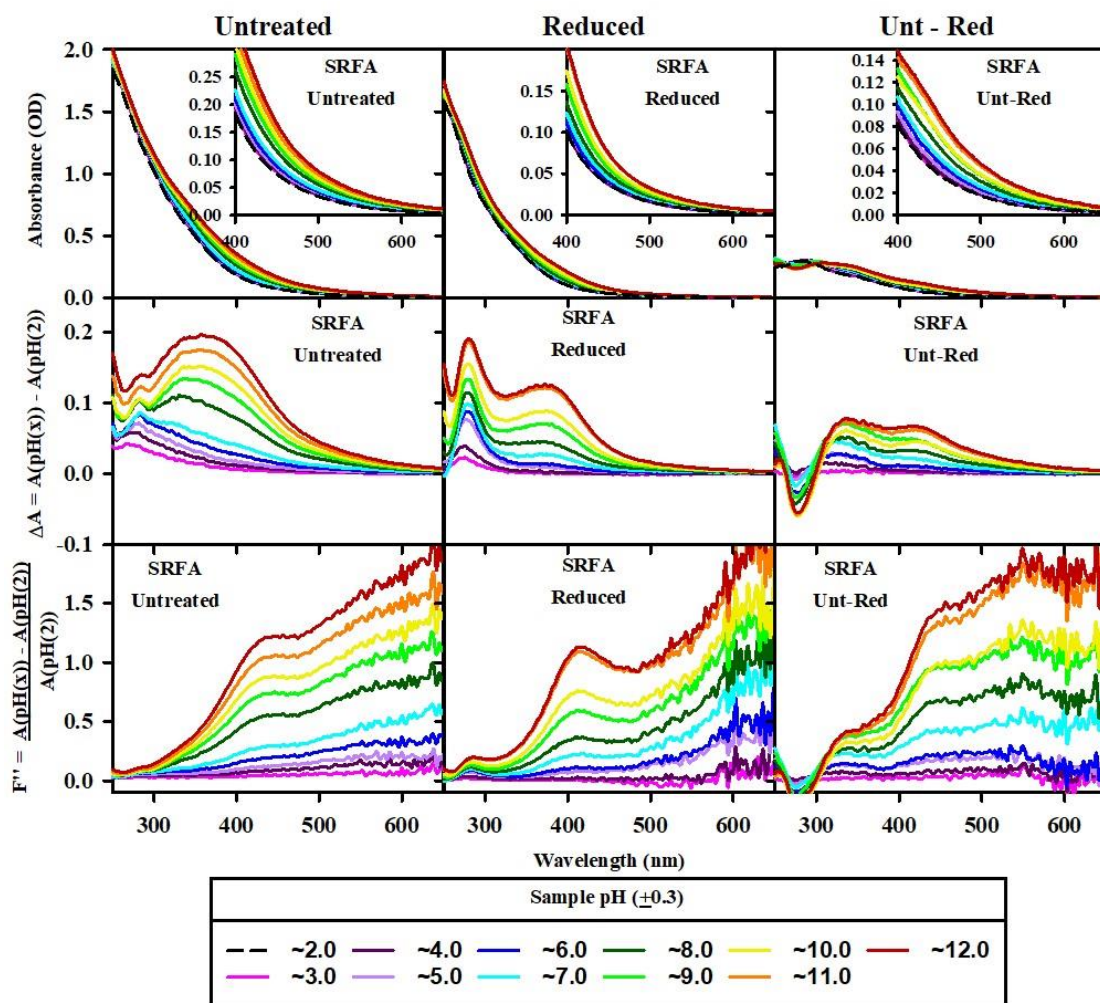 Untreated Reduced Unt - Red
2.0
1.5
1.0
0.5
0.0
Absorbance (OD)
SRFA
Untreated
0.25
0.20
0.15
0.10
0.05
0.00
400 500 600
SRFA
Reduced
0.15
0.10
0.05
0.00
400 500 600
SRFA
Unt-Red
0.14
0.12
0.10
0.08
0.06
0.04
0.02
0.00
400 500 600
0.2
0.1
0.0
-0.1
ΔA = A(pH(x)) - A(pH(2))
SRFA
Untreated
SRFA
Reduced
SRFA
Unt-Red
1.5
1.0
0.5
0.0
F'' = A(pH(x)) - A(pH(2))
A(pH(2))
SRFA
Untreated
SRFA
Reduced
SRFA
Unt-Red
300 400 500 600 300 400 500 600 300 400 500 600
Wavelength (nm)
Sample pH (±0.3)
~2.0 ~4.0 ~6.0 ~8.0 ~10.0 ~12.0
~3.0 ~5.0 ~7.0 ~9.0 ~11.0